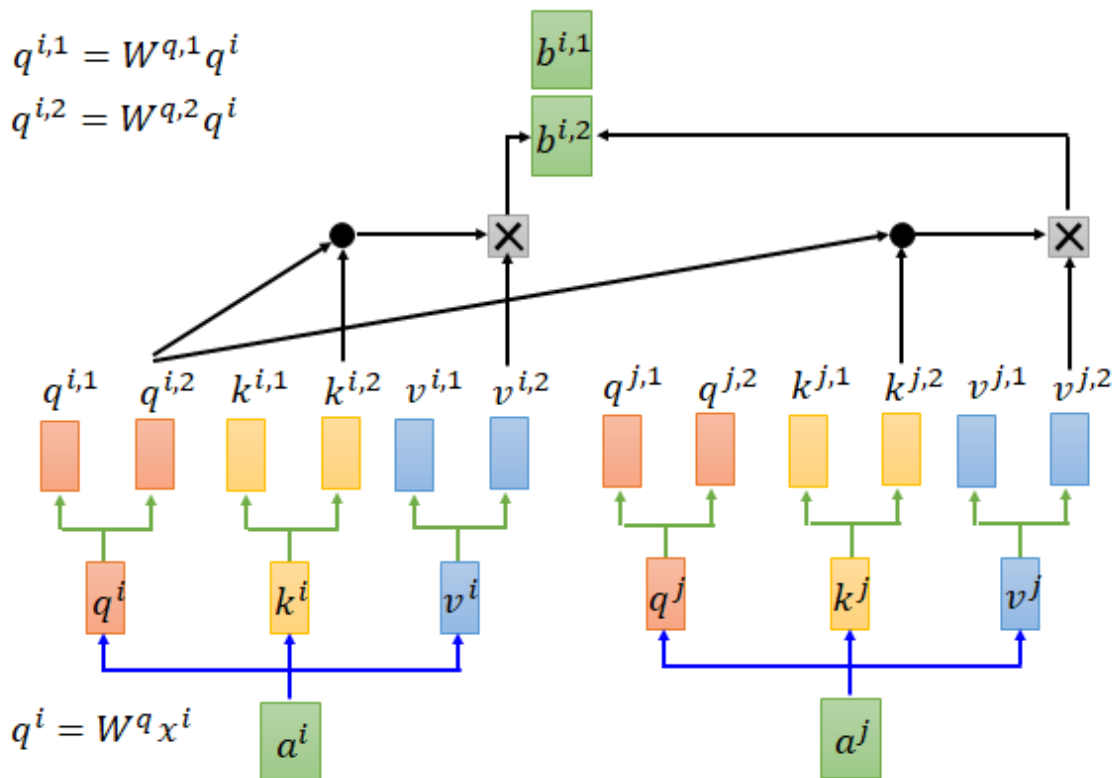 q^{i,1} = W^{q,1}q^i
q^{i,2} = W^{q,2}q^i
b^{i,1}
b^{i,2}
q^{i,1} q^{i,2} k^{i,1} k^{i,2} v^{i,1} v^{i,2} q^{j,1} q^{j,2} k^{j,1} k^{j,2} v^{j,1} v^{j,2}
q^i k^i v^i q^j k^j v^j
q^i = W^q x^i
a^i a^j